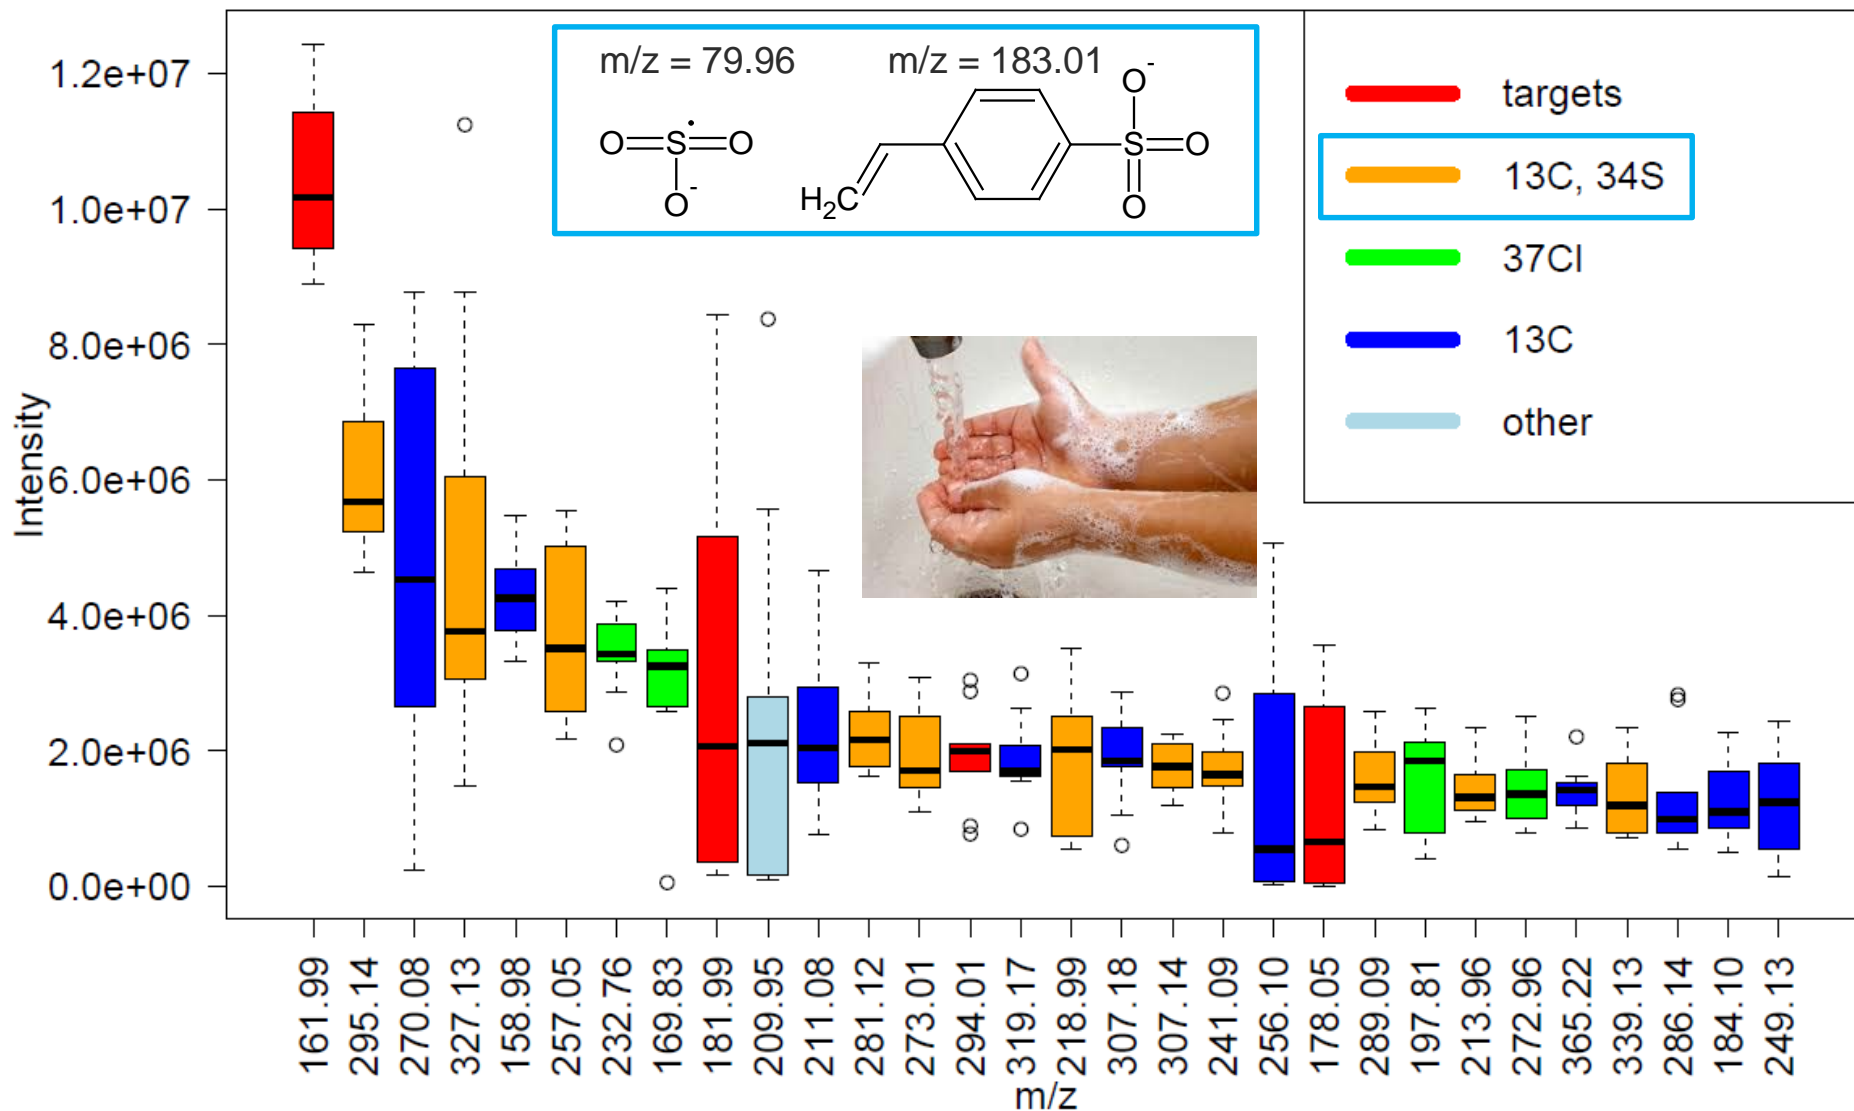 m/z = 79.96
m/z = 183.01
O S O
O-
H2C
O-
S O
O
targets
13C, 34S
37Cl
13C
other
Intensity
1.2e+07
1.0e+07
8.0e+06
6.0e+06
4.0e+06
2.0e+06
0.0e+00
161.99
295.14
270.08
327.13
158.98
257.05
232.76
169.83
181.99
209.95
211.08
281.12
273.01
294.01
319.17
218.99
307.18
307.14
241.09
256.10
178.05
289.09
197.81
213.96
272.96
365.22
339.13
286.14
184.10
249.13
m/z